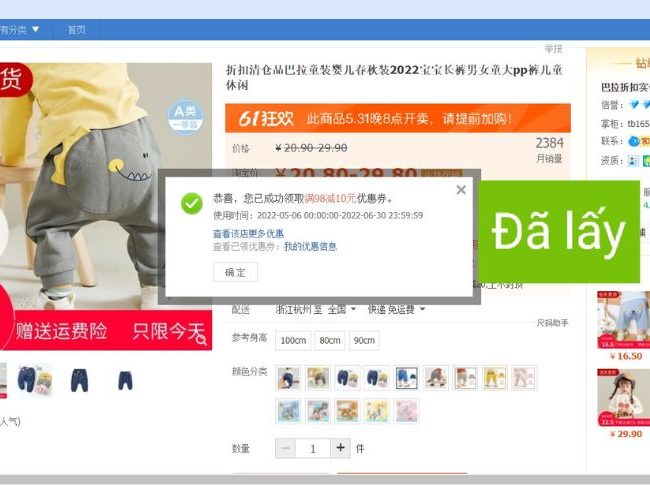 有分类 ▼ 首页
举报
货
A类
一等品
折扣清仓品巴拉童装婴儿春秋装2022宝宝长裤男女童大pp裤儿童
休闲
61狂欢 此商品5.31晚8点开卖，请提前加购！
价格 ¥ 20.90-29.90
2384
月销量
淘宝价 ¥ 20.80-29.80
恭喜，您已成功领取满98减10元优惠券。
使用时间：2022-05-06 00:00:00-2022-06-30 23:59:59
查看该店更多优惠
查看已领优惠券：我的优惠信息
确 定
Đã lấy
配送 浙江杭州 至 全国 快递 免运费
尺码助手
参考身高 100cm 80cm 90cm
颜色分类
数量 1 件
赠送运费险 只限今天
人气)
巴拉折扣实
信誉：
掌柜：tb165
联系：
资质：
16.6
¥ 16.50
22.5
¥ 29.90